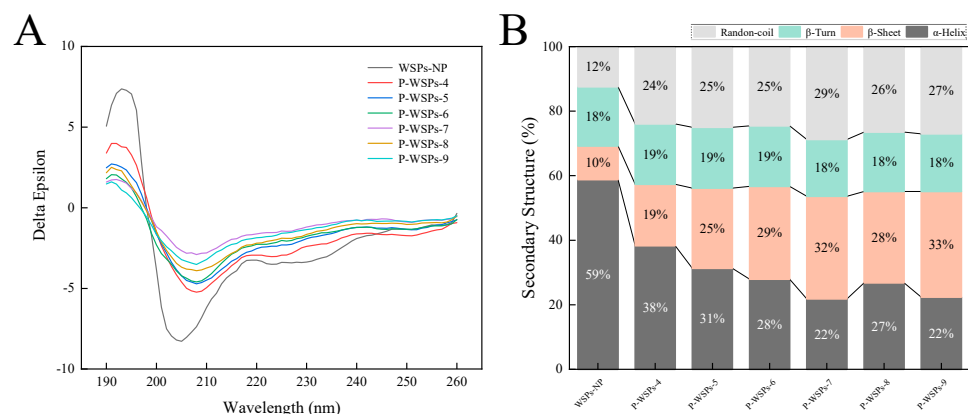 A
10
5
0
-5
-10
Delta Epsilon
190 200 210 220 230 240 250 260
Wavelength (nm)
WSPs-NP
P-WSPs-4
P-WSPs-5
P-WSPs-6
P-WSPs-7
P-WSPs-8
P-WSPs-9
B
Randon-coil β-Turn β-Sheet α-Helix
100
80
60
40
20
0
Secondary Structure (%)
12% 24% 25% 25% 29% 26% 27%
18% 19% 19% 19% 18% 18% 18%
10% 19% 25% 29% 32% 28% 33%
59% 38% 31% 28% 22% 27% 22%
WSPs-NP P-WSPs-4 P-WSPs-5 P-WSPs-6 P-WSPs-7 P-WSPs-8 P-WSPs-9